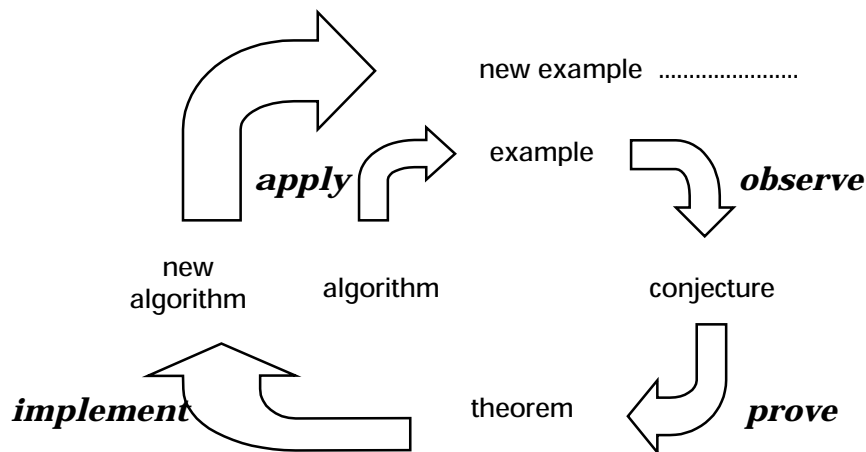 new example ........................
example
apply
observe
new
algorithm
algorithm
conjecture
implement
theorem
prove